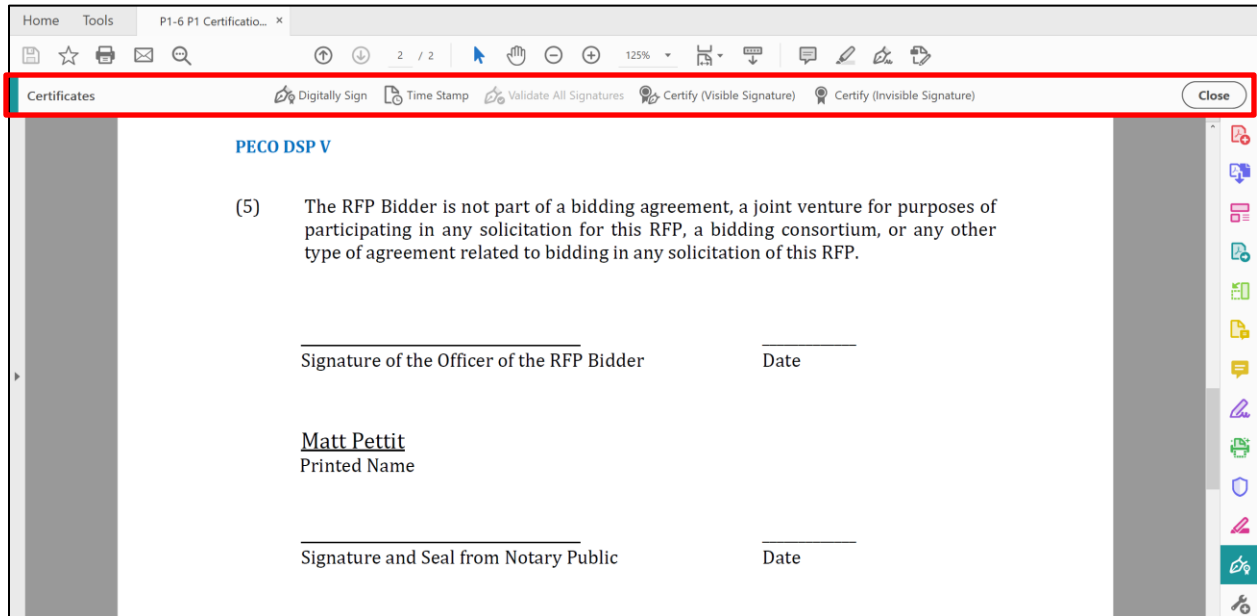 Home Tools P1-6 P1 Certificatio... ×
2 / 2 125%
Certificates Digitally Sign Time Stamp Validate All Signatures Certify (Visible Signature) Certify (Invisible Signature) Close
PECO DSP V
(5) The RFP Bidder is not part of a bidding agreement, a joint venture for purposes of
participating in any solicitation for this RFP, a bidding consortium, or any other
type of agreement related to bidding in any solicitation of this RFP.
Signature of the Officer of the RFP Bidder Date
Matt Pettit
Printed Name
Signature and Seal from Notary Public Date